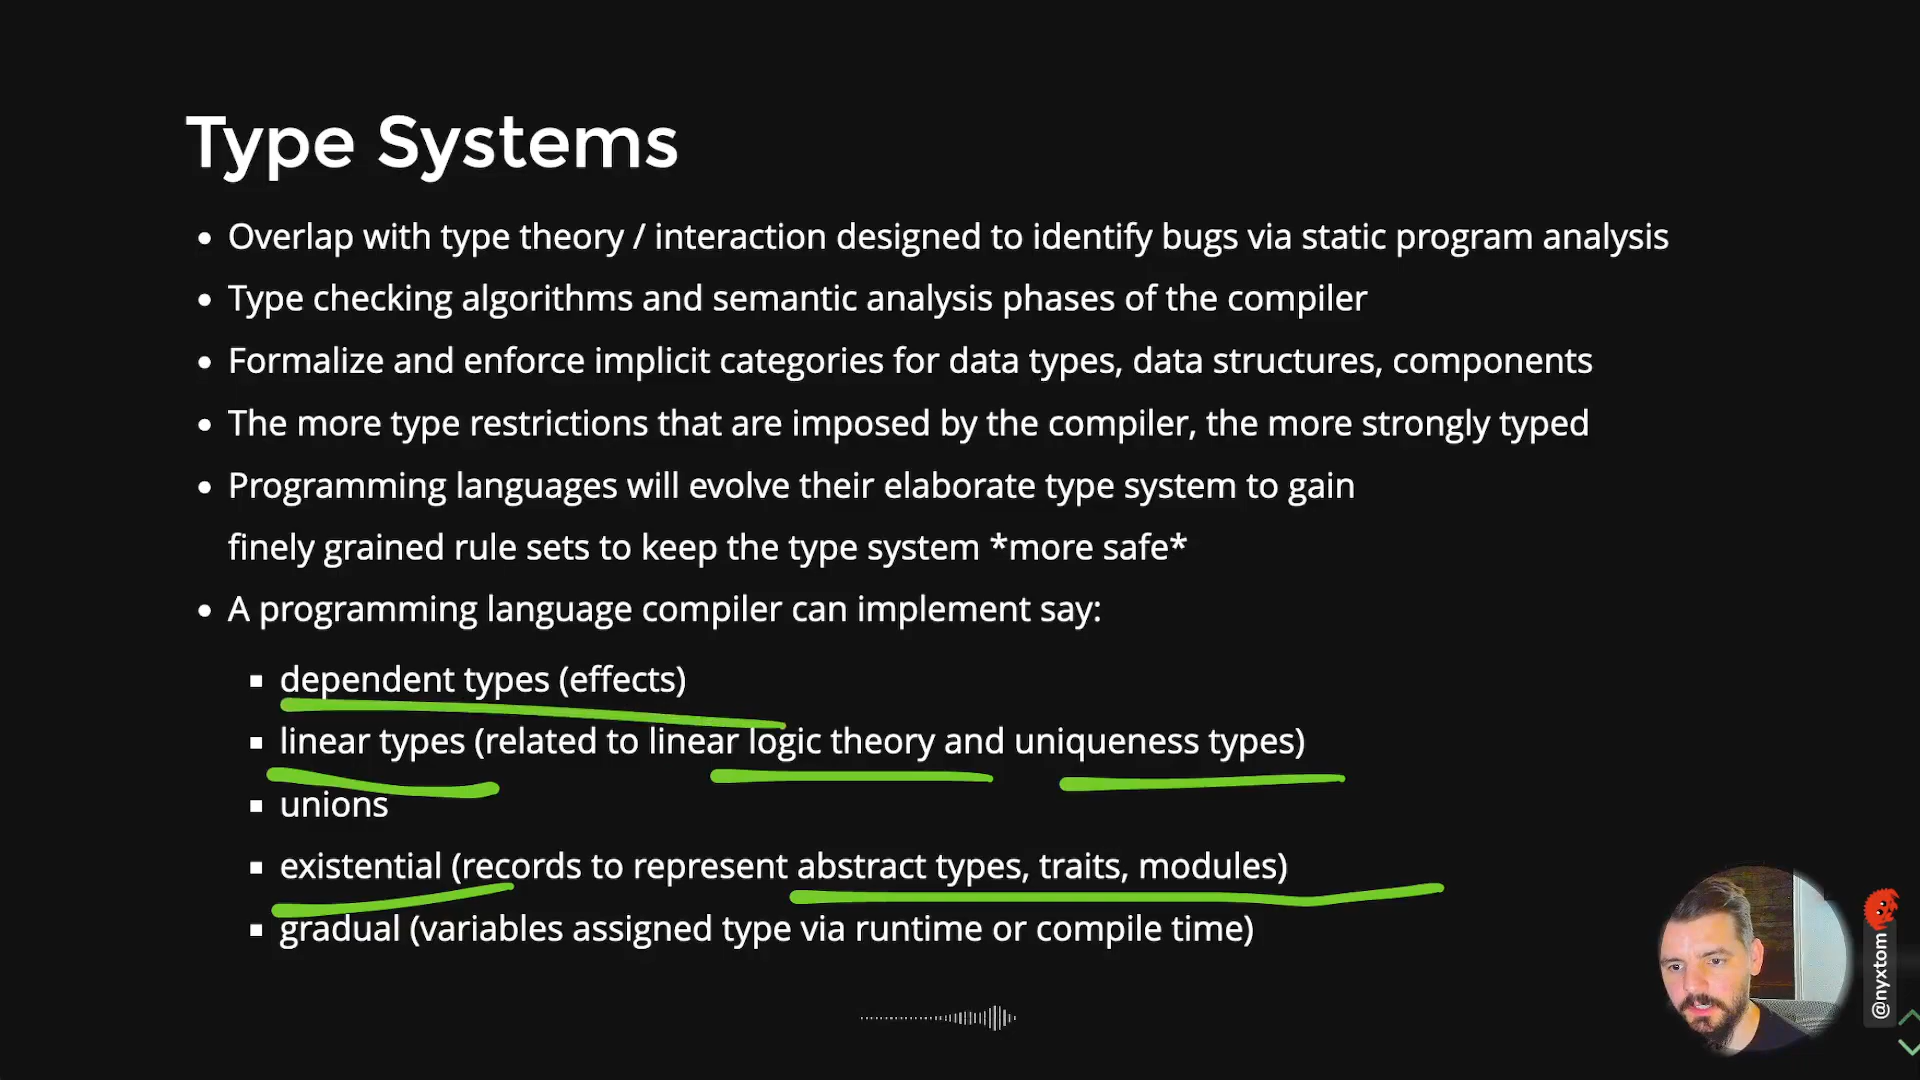 Type Systems
• Overlap with type theory / interaction designed to identify bugs via static program analysis
• Type checking algorithms and semantic analysis phases of the compiler
• Formalize and enforce implicit categories for data types, data structures, components
• The more type restrictions that are imposed by the compiler, the more strongly typed
• Programming languages will evolve their elaborate type system to gain
finely grained rule sets to keep the type system *more safe*
• A programming language compiler can implement say:
▪ dependent types (effects)
▪ linear types (related to linear logic theory and uniqueness types)
▪ unions
▪ existential (records to represent abstract types, traits, modules)
▪ gradual (variables assigned type via runtime or compile time)
@nyxtom